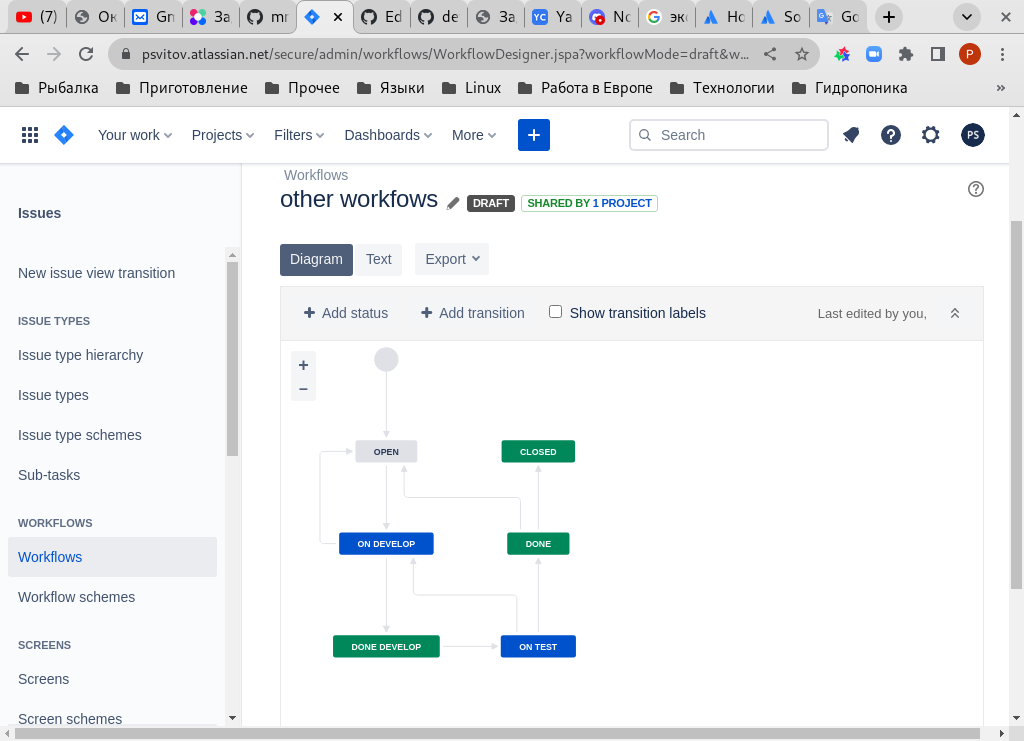 (7)
Ок
Gn
За
mr
Ed
de
За
YC
Ya
Nc
G
экс
Но
So
Go
psvitov.atlassian.net/secure/admin/workflows/WorkflowDesigner.jspa?workflowMode=draft&w...
P
Рыбалка
Приготовление
Прочее
Языки
Linux
Работа в Европе
Технологии
Гидропоника
»
Your work
Projects
Filters
Dashboards
More
+
Search
PS
Issues
New issue view transition
ISSUE TYPES
Issue type hierarchy
Issue types
Issue type schemes
Sub-tasks
WORKFLOWS
Workflows
Workflow schemes
SCREENS
Screens
Screen schemes
Workflows
other workfows
DRAFT
SHARED BY 1 PROJECT
Diagram
Text
Export
+ Add status
+ Add transition
Show transition labels
Last edited by you,
+
−
OPEN
CLOSED
ON DEVELOP
DONE
DONE DEVELOP
ON TEST